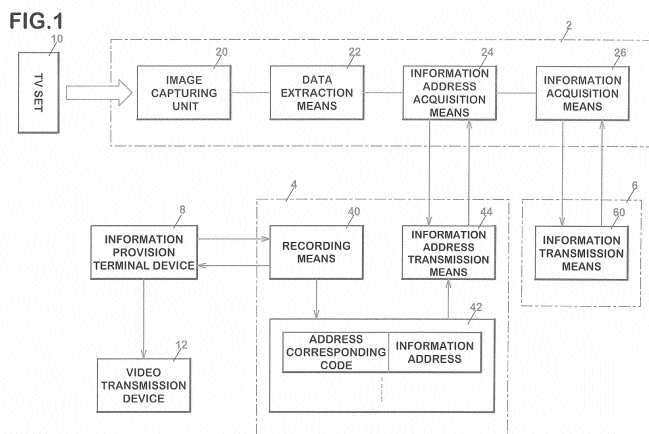 FIG.1
10
TV SET
2
20
IMAGE
CAPTURING
UNIT
22
DATA
EXTRACTION
MEANS
24
INFORMATION
ADDRESS
ACQUISITION
MEANS
26
INFORMATION
ACQUISITION
MEANS
8
INFORMATION
PROVISION
TERMINAL DEVICE
4
40
RECORDING
MEANS
44
INFORMATION
ADDRESS
TRANSMISSION
MEANS
6
60
INFORMATION
TRANSMISSION
MEANS
42
ADDRESS
CORRESPONDING
CODE
INFORMATION
ADDRESS
12
VIDEO
TRANSMISSION
DEVICE